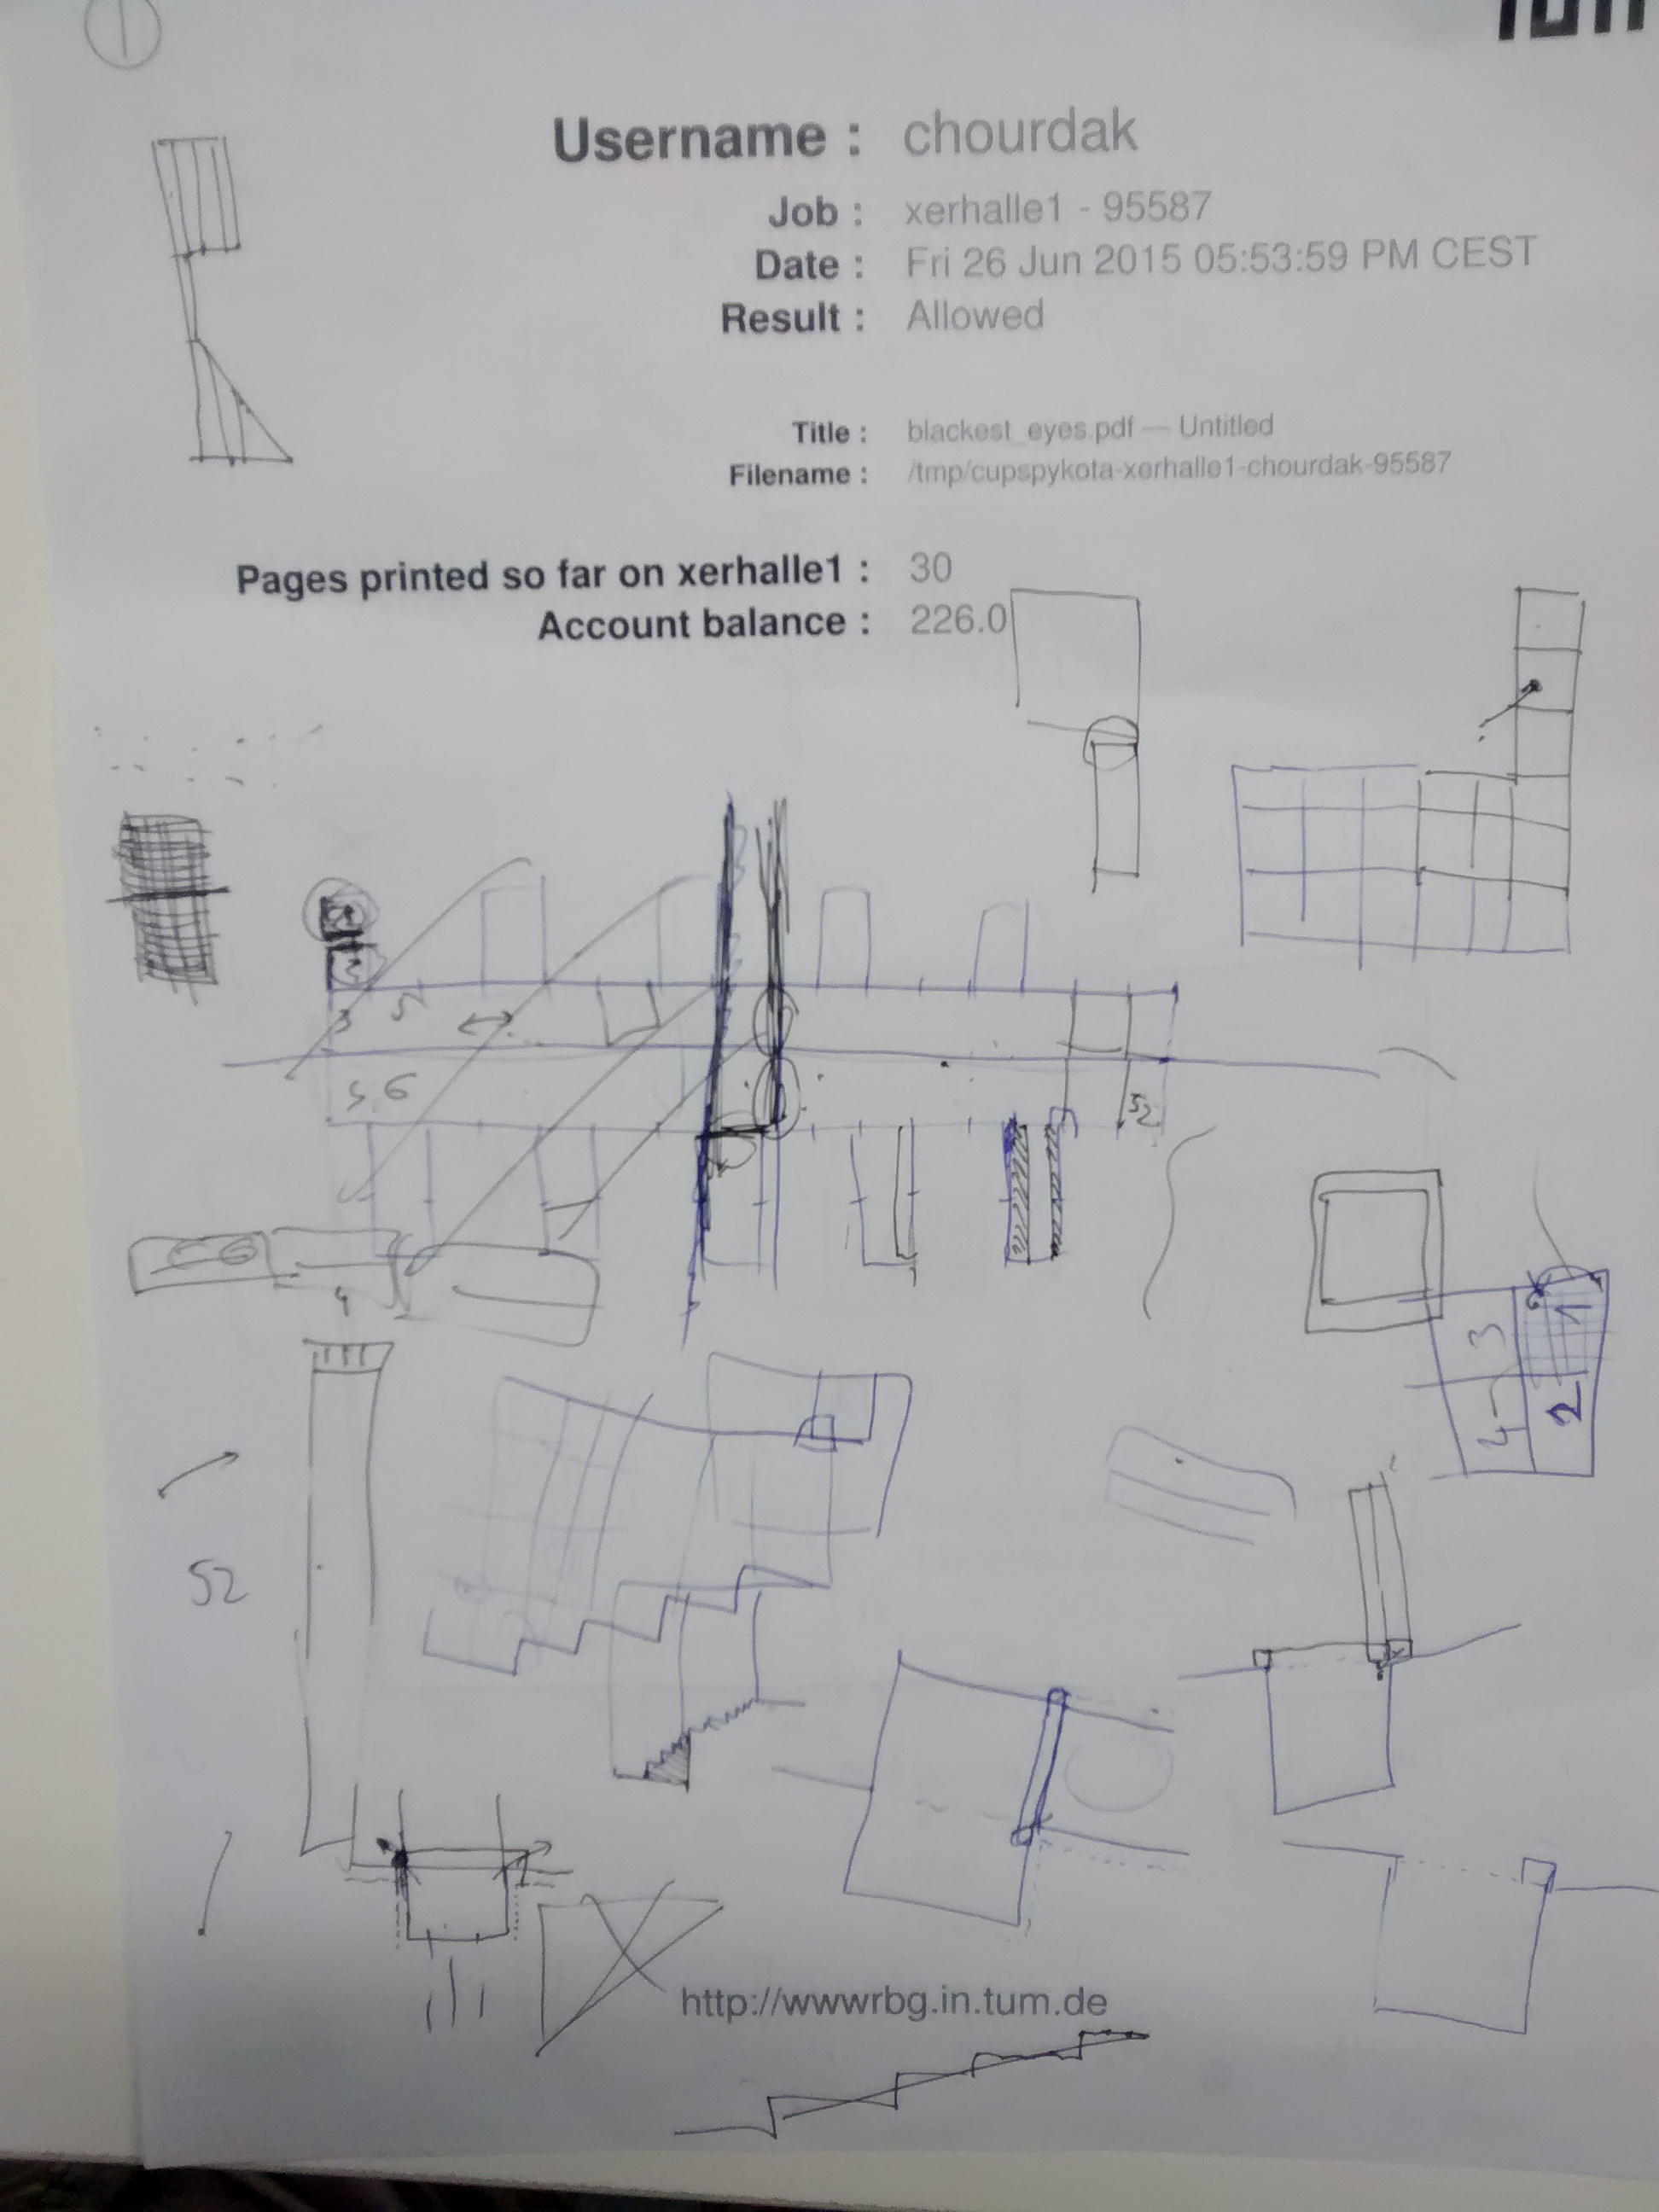 Username : chourdak
Job : xerhalle1 - 95587
Date : Fri 26 Jun 2015 05:53:59 PM CEST
Result : Allowed
Title : blackest_eyes.pdf — Untitled
Filename : /tmp/cupspykota-xerhalle1-chourdak-95587
Pages printed so far on xerhalle1 : 30
Account balance : 226.0
3 5
5 6
52
4
3 1
4 2
52
http://wwwrbg.in.tum.de